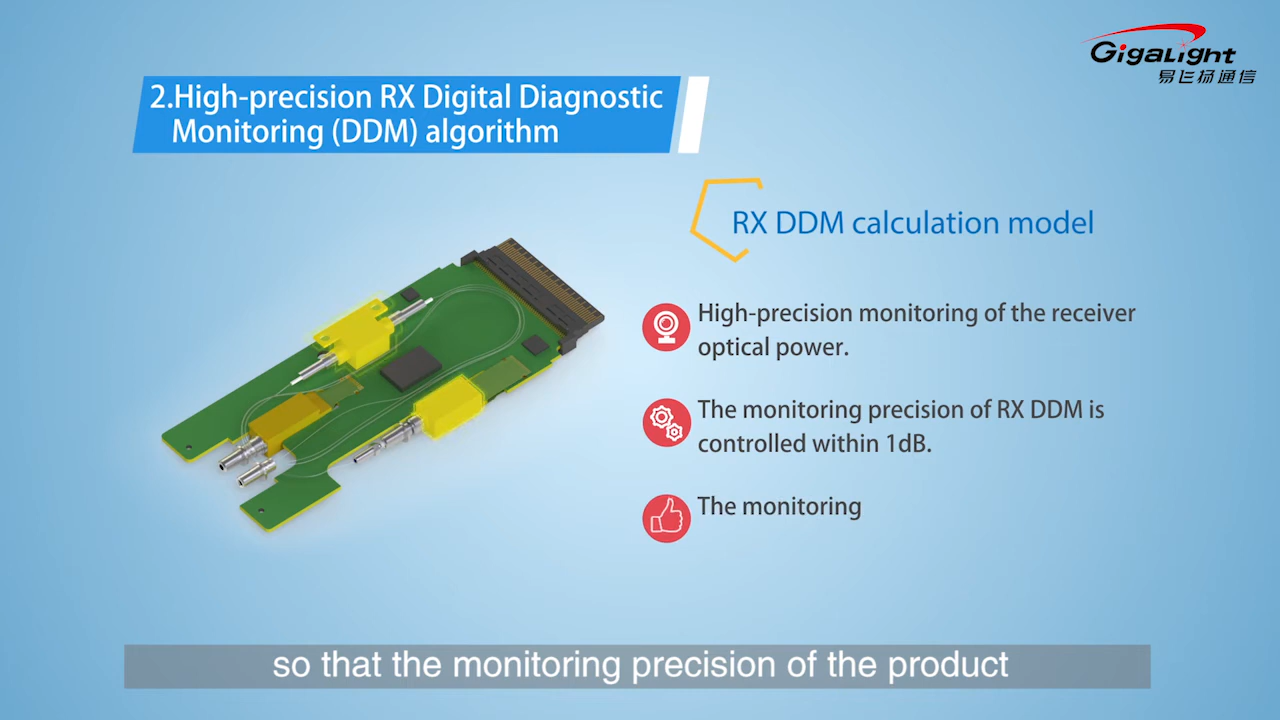 GIGALIGHT
易飞扬通信
2.High-precision RX Digital Diagnostic
Monitoring (DDM) algorithm
RX DDM calculation model
High-precision monitoring of the receiver
optical power.
The monitoring precision of RX DDM is
controlled within 1dB.
The monitoring
so that the monitoring precision of the product